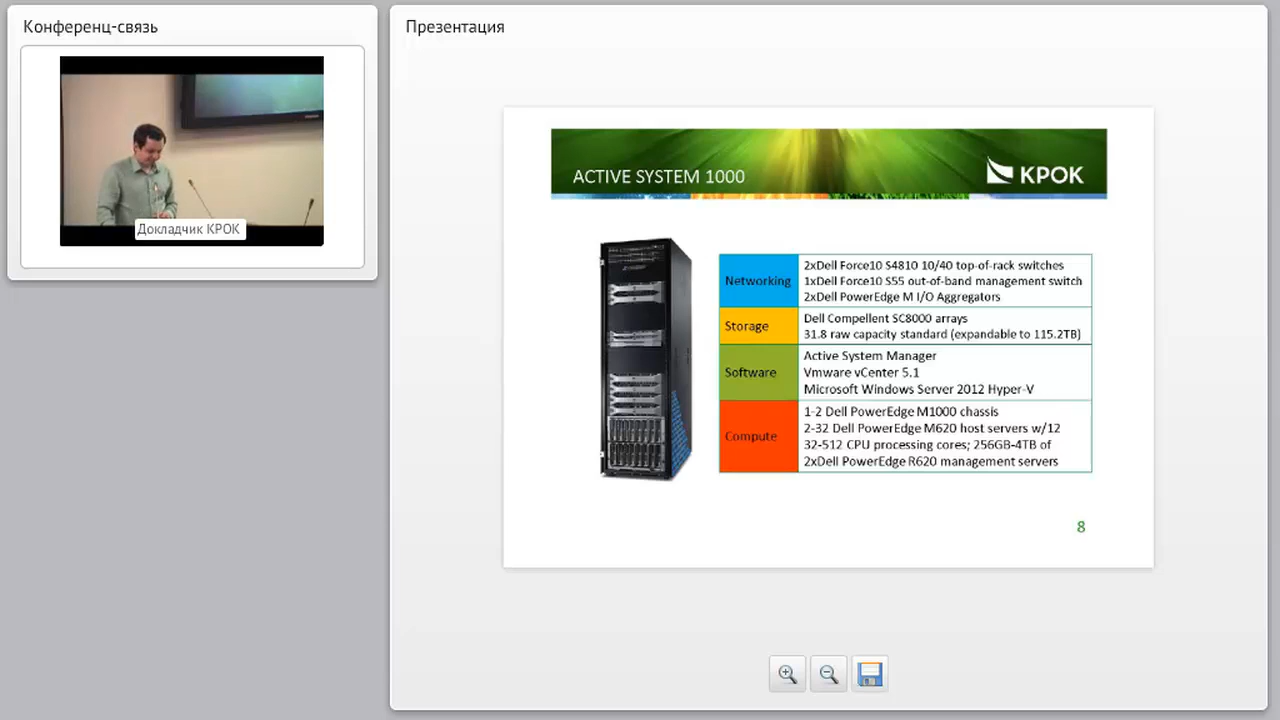 Конференц-связь
Докладчик КРОК
Презентация
ACTIVE SYSTEM 1000
КРОК
Networking
2xDell Force10 S4810 10/40 top-of-rack switches
1xDell Force10 S55 out-of-band management switch
2xDell PowerEdge M I/O Aggregators
Storage
Dell Compellent SC8000 arrays
31.8 raw capacity standard (expandable to 115.2TB)
Software
Active System Manager
Vmware vCenter 5.1
Microsoft Windows Server 2012 Hyper-V
Compute
1-2 Dell PowerEdge M1000 chassis
2-32 Dell PowerEdge M620 host servers w/12
32-512 CPU processing cores; 256GB-4TB of
2xDell PowerEdge R620 management servers
8